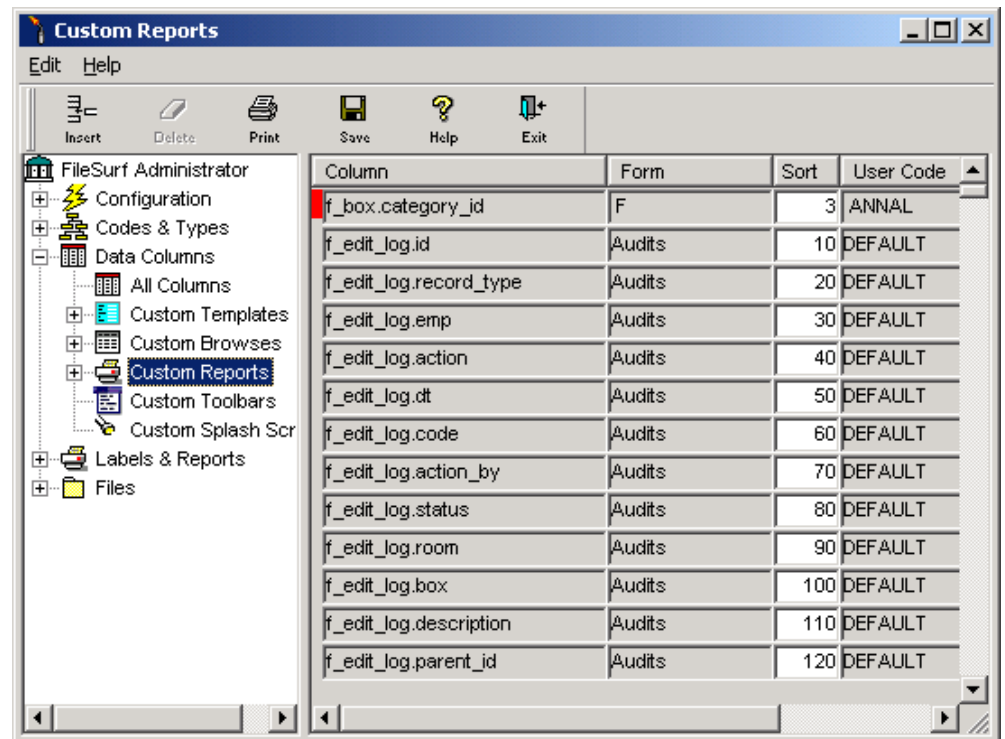 Custom Reports
Edit Help
Insert Delete Print Save Help Exit
FileSurf Administrator
Configuration
Codes & Types
Data Columns
All Columns
Custom Templates
Custom Browses
Custom Reports
Custom Toolbars
Custom Splash Scr
Labels & Reports
Files
Column Form Sort User Code
f_box.category_id F 3 ANNAL
f_edit_log.id Audits 10 DEFAULT
f_edit_log.record_type Audits 20 DEFAULT
f_edit_log.emp Audits 30 DEFAULT
f_edit_log.action Audits 40 DEFAULT
f_edit_log.dt Audits 50 DEFAULT
f_edit_log.code Audits 60 DEFAULT
f_edit_log.action_by Audits 70 DEFAULT
f_edit_log.status Audits 80 DEFAULT
f_edit_log.room Audits 90 DEFAULT
f_edit_log.box Audits 100 DEFAULT
f_edit_log.description Audits 110 DEFAULT
f_edit_log.parent_id Audits 120 DEFAULT